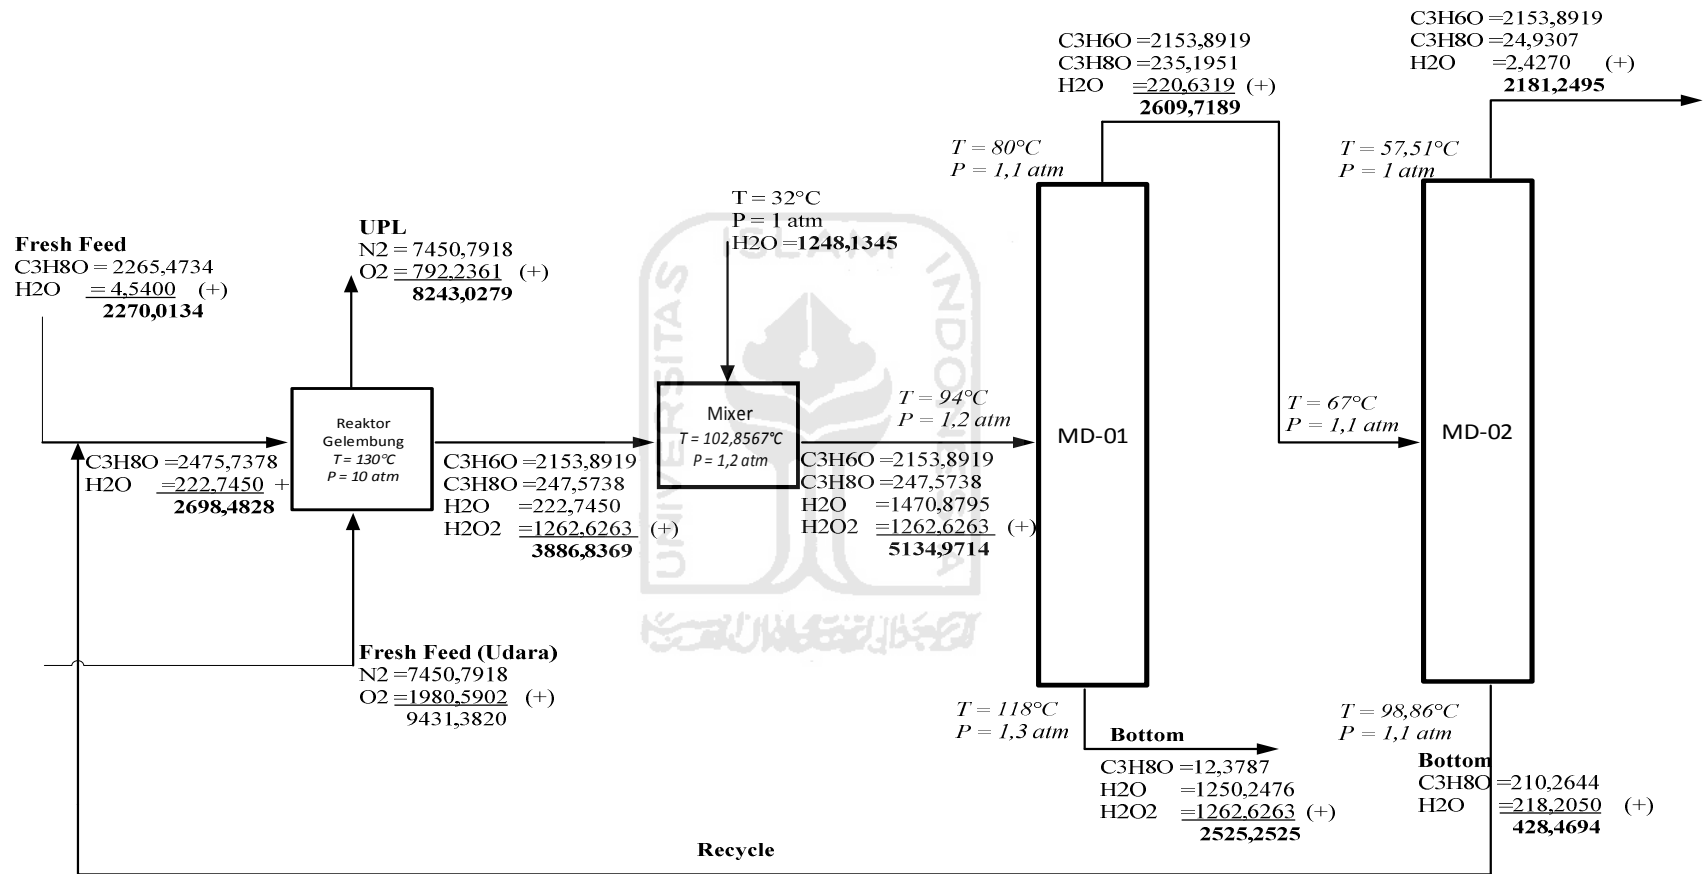 Fresh Feed
C3H8O = 2265,4734
H2O = 4,5400 (+)
2270,0134
UPL
N2 = 7450,7918
O2 = 792,2361 (+)
8243,0279
T = 32°C
P = 1 atm
H2O =1248,1345
C3H6O =2153,8919
C3H8O =235,1951
H2O =220,6319 (+)
2609,7189
C3H6O =2153,8919
C3H8O =24,9307
H2O =2,4270 (+)
2181,2495
T = 80°C
P = 1,1 atm
T = 57,51°C
P = 1 atm
C3H8O =2475,7378
H2O =222,7450 +
2698,4828
Reaktor
Gelembung
T = 130°C
P = 10 atm
C3H6O =2153,8919
C3H8O =247,5738
H2O =222,7450
H2O2 =1262,6263 (+)
3886,8369
Mixer
T = 102,8567°C
P = 1,2 atm
T = 94°C
P = 1,2 atm
C3H6O =2153,8919
C3H8O =247,5738
H2O =1470,8795
H2O2 =1262,6263 (+)
5134,9714
MD-01
T = 67°C
P = 1,1 atm
MD-02
Fresh Feed (Udara)
N2 =7450,7918
O2 =1980,5902 (+)
9431,3820
T = 118°C
P = 1,3 atm
Bottom
C3H8O =12,3787
H2O =1250,2476
H2O2 =1262,6263 (+)
2525,2525
T = 98,86°C
P = 1,1 atm
Bottom
C3H8O =210,2644
H2O =218,2050 (+)
428,4694
Recycle
UNIVERSITAS
ISLAM
INDONESIA